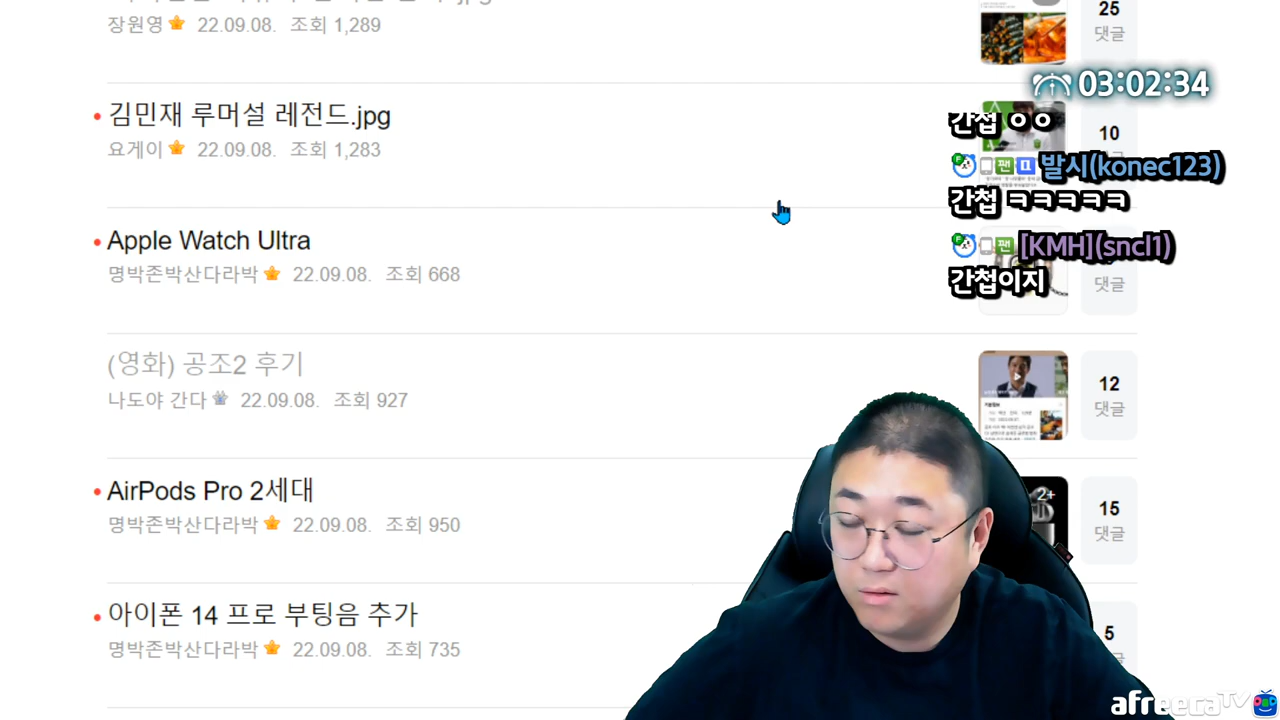 장원영 22.09.08. 조회 1,289
25
댓글
03:02:34
김민재 루머설 레전드.jpg
요게이 22.09.08. 조회 1,283
10
간첩 ㅇㅇ
발시(konec123)
간첩 ㅋㅋㅋㅋㅋ
[KMH](sncl1)
간첩이지
Apple Watch Ultra
명박존박산다라박 22.09.08. 조회 668
댓글
(영화) 공조2 후기
나도야 간다 22.09.08. 조회 927
12
댓글
AirPods Pro 2세대
명박존박산다라박 22.09.08. 조회 950
2+
15
댓글
아이폰 14 프로 부팅음 추가
명박존박산다라박 22.09.08. 조회 735
5
afreecaTV